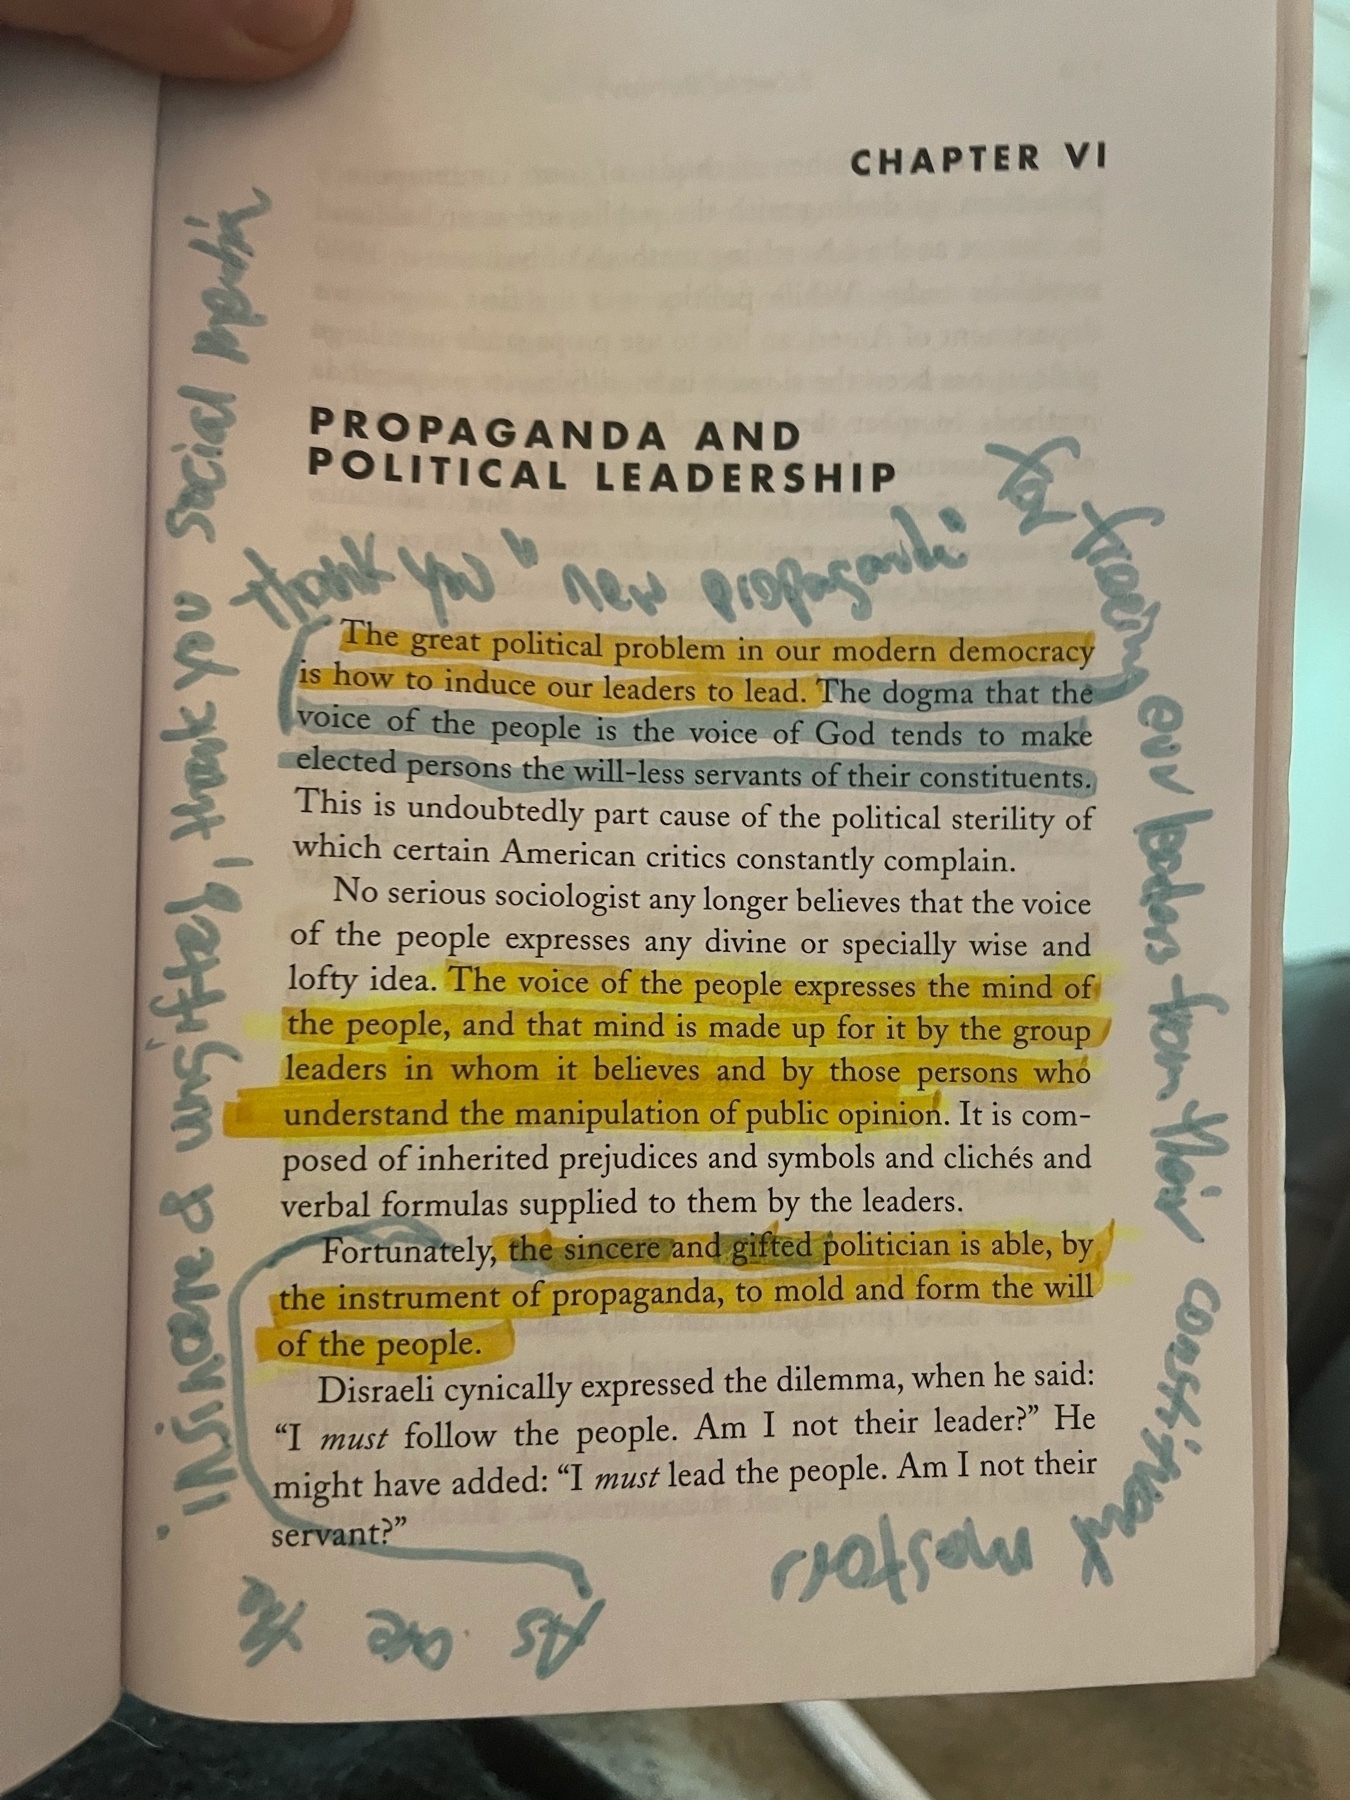 CHAPTER VI
PROPAGANDA AND
POLITICAL LEADERSHIP
thank you "new propaganda" for freeing our leaders from their constituent masters
The great political problem in our modern democracy
is how to induce our leaders to lead. The dogma that the
voice of the people is the voice of God tends to make
elected persons the will-less servants of their constituents.
This is undoubtedly part cause of the political sterility of
which certain American critics constantly complain.
No serious sociologist any longer believes that the voice
of the people expresses any divine or specially wise and
lofty idea. The voice of the people expresses the mind of
the people, and that mind is made up for it by the group
leaders in whom it believes and by those persons who
understand the manipulation of public opinion. It is com-
posed of inherited prejudices and symbols and clichés and
verbal formulas supplied to them by the leaders.
Fortunately, the sincere and gifted politician is able, by
the instrument of propaganda, to mold and form the will
of the people.
Disraeli cynically expressed the dilemma, when he said:
“I must follow the people. Am I not their leader?” He
might have added: “I must lead the people. Am I not their
servant?”
As are the insincere & ungifted, thank you social media